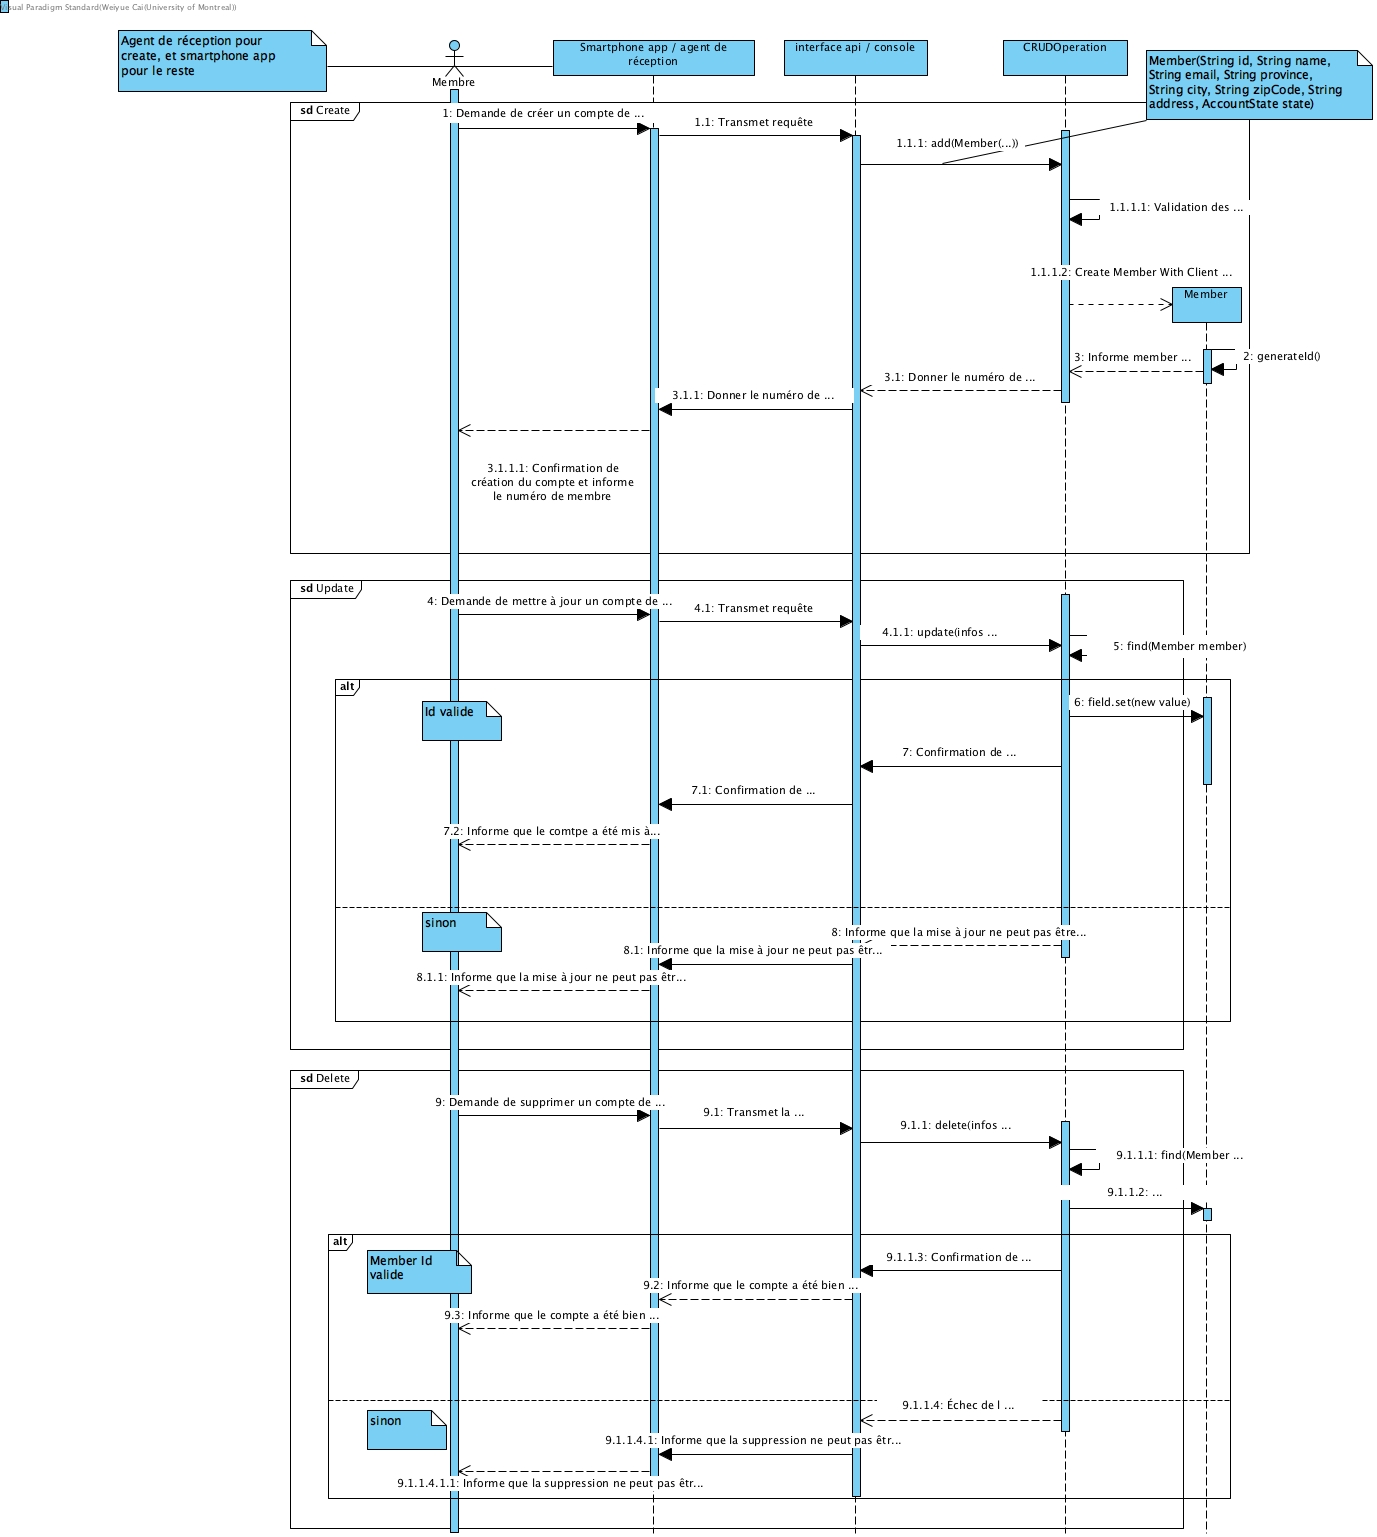 Visual Paradigm Standard(Weiyue Cai(University of Montreal))
Agent de réception pour
create, et smartphone app
pour le reste
Membre
Smartphone app / agent de
réception
interface api / console
CRUDOperation
Member(String id, String name,
String email, String province,
String city, String zipCode, String
address, AccountState state)
sd Create
1: Demande de créer un compte de ...
1.1: Transmet requête
1.1.1: add(Member(...))
1.1.1.1: Validation des ...
1.1.1.2: Create Member With Client ...
Member
2: generateId()
3: Informe member ...
3.1: Donner le numéro de ...
3.1.1: Donner le numéro de ...
3.1.1.1: Confirmation de
création du compte et informe
le numéro de membre
sd Update
4: Demande de mettre à jour un compte de ...
4.1: Transmet requête
4.1.1: update(infos ...
5: find(Member member)
alt
Id valide
6: field.set(new value)
7: Confirmation de ...
7.1: Confirmation de ...
7.2: Informe que le comtpe a été mis à...
sinon
8: Informe que la mise à jour ne peut pas être...
8.1: Informe que la mise à jour ne peut pas êtr...
8.1.1: Informe que la mise à jour ne peut pas êtr...
sd Delete
9: Demande de supprimer un compte de ...
9.1: Transmet la ...
9.1.1: delete(infos ...
9.1.1.1: find(Member ...
9.1.1.2: ...
alt
Member Id
valide
9.1.1.3: Confirmation de ...
9.2: Informe que le compte a été bien ...
9.3: Informe que le compte a été bien ...
9.1.1.4: Échec de l ...
sinon
9.1.1.4.1: Informe que la suppression ne peut pas êtr...
9.1.1.4.1.1: Informe que la suppression ne peut pas êtr...